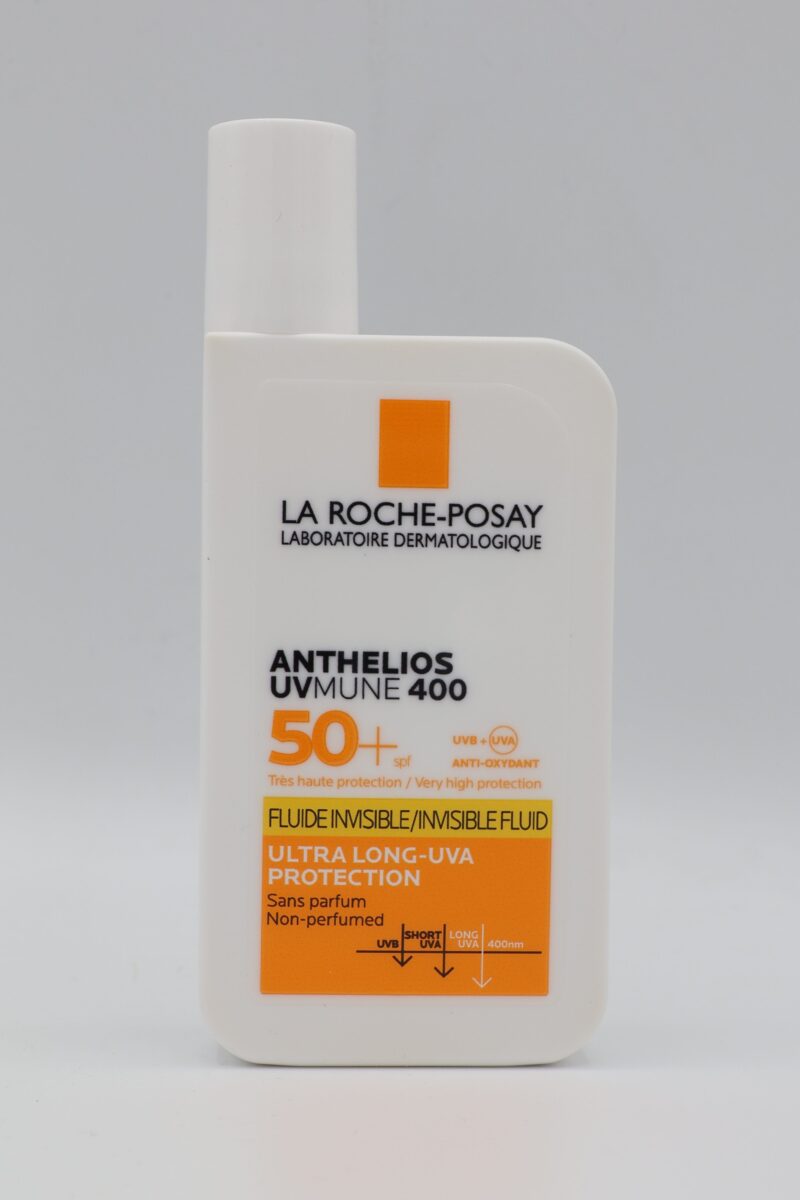 LA ROCHE-POSAY
LABORATOIRE DERMATOLOGIQUE
ANTHELIOS
UVMUNE 400
50+ spf
UVB + UVA
ANTI-OXYDANT
Très haute protection / Very high protection
FLUIDE INVISIBLE/INVISIBLE FLUID
ULTRA LONG-UVA
PROTECTION
Sans parfum
Non-perfumed
UVB
SHORT
UVA
LONG
UVA
400nm